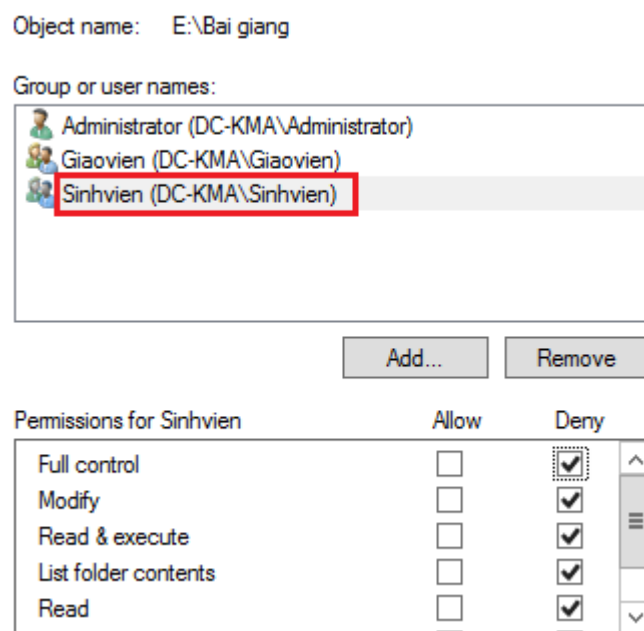 Object name: E:\Bai giang
Group or user names:
Administrator (DC-KMA\Administrator)
Giaovien (DC-KMA\Giaovien)
Sinhvien (DC-KMA\Sinhvien)
Add... Remove
Permissions for Sinhvien Allow Deny
Full control
Modify
Read & execute
List folder contents
Read